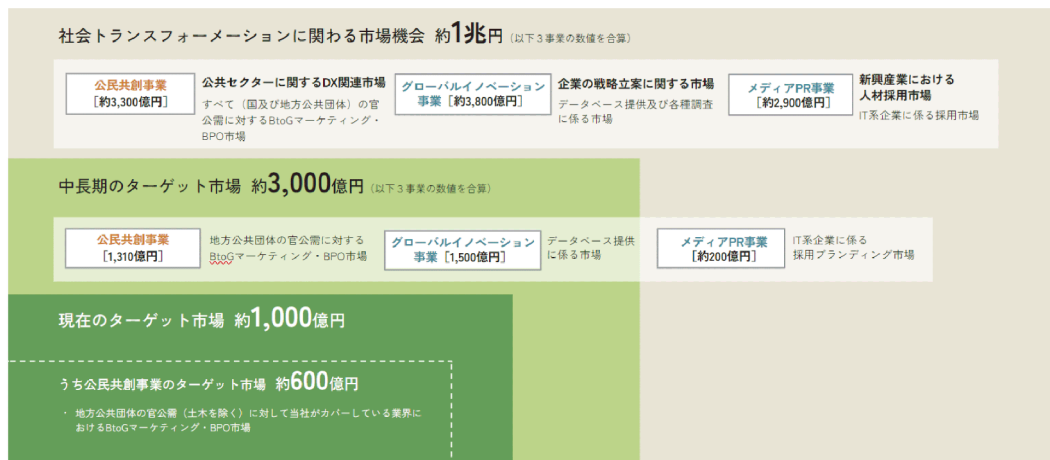 社会トランスフォーメーションに関わる市場機会 約1兆円(以下3事業の数値を合算)
公民共創事業
[約3,300億円]
公共セクターに関するDX関連市場
すべて(国及び地方公共団体)の官
公需に対するBtoGマーケティング・
BPO市場
グローバルイノベーション
事業[約3,800億円]
企業の戦略立案に関する市場
データベース提供及び各種調査
に係る市場
メディアPR事業
[約2,900億円]
新興産業における
人材採用市場
IT系企業に係る採用市場
中長期のターゲット市場 約3,000億円(以下3事業の数値を合算)
公民共創事業
[1,310億円]
地方公共団体の官公需に対する
BtoGマーケティング・BPO市場
グローバルイノベーション
事業[1,500億円]
データベース提供
に係る市場
メディアPR事業
[約200億円]
IT系企業に係る
採用ブランディング市場
現在のターゲット市場 約1,000億円
うち公民共創事業のターゲット市場 約600億円
・ 地方公共団体の官公需(土木を除く)に対して当社がカバーしている業界に
おけるBtoGマーケティング・BPO市場